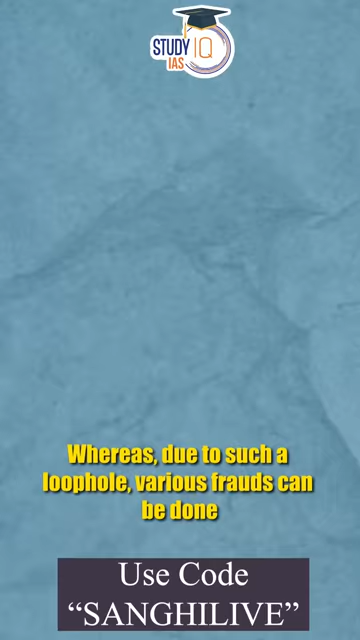 STUDY IQ
IAS
Whereas, due to such a
loophole, various frauds can
be done
Use Code
“SANGHILIVE”